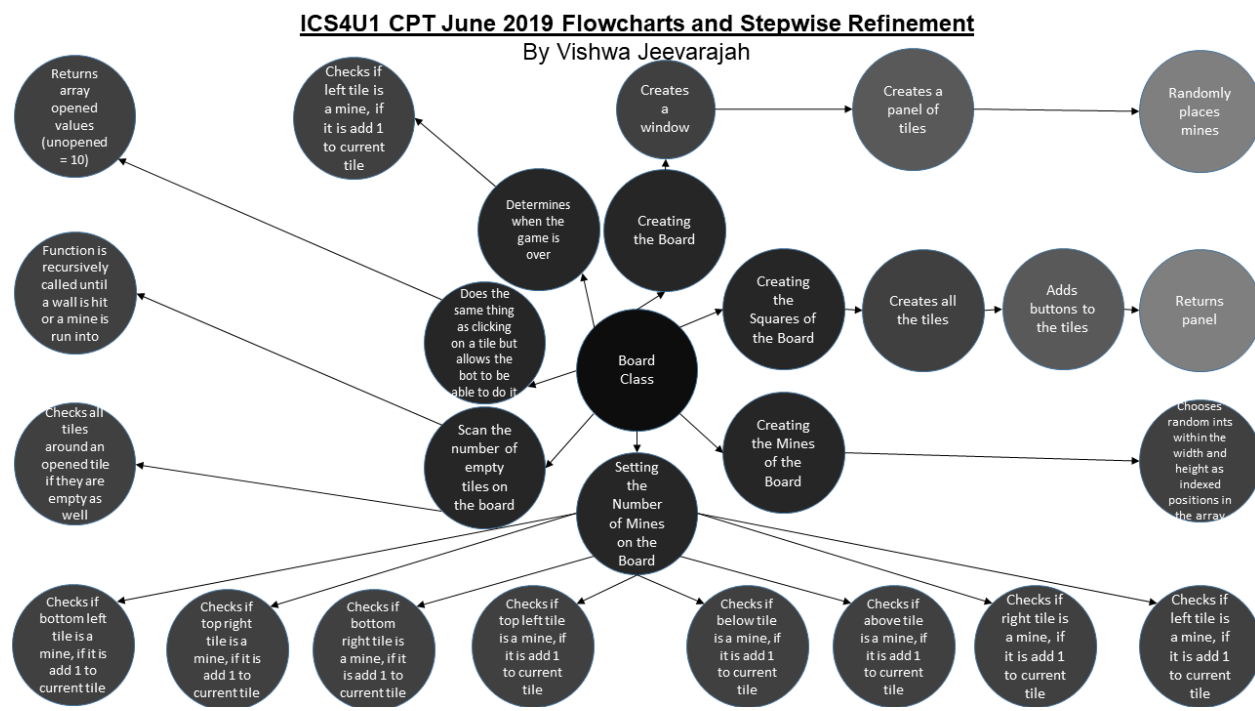 ICS4U1 CPT June 2019 Flowcharts and Stepwise Refinement
By Vishwa Jeevarajah
Returns
array
opened
values
(unopened
= 10)
Checks if
left tile is
a mine, if
it is add 1
to current
tile
Creates
a
window
Creates a
panel of
tiles
Randomly
places
mines
Determines
when the
game is
over
Creating
the Board
Function is
recursively
called until
a wall is hit
or a mine is
run into
Does the
same thing
as clicking
on a tile but
allows the
bot to be
able to do it
Board
Class
Creating
the
Squares of
the Board
Creates all
the tiles
Adds
buttons to
the tiles
Returns
panel
Checks all
tiles
around an
opened tile
if they are
empty as
well
Scan the
number of
empty
tiles on
the board
Setting
the
Number
of Mines
on the
Board
Creating
the Mines
of the
Board
Chooses
random ints
within the
width and
height as
indexed
positions in
the array
Checks if
bottom left
tile is a
mine, if it is
add 1 to
current tile
Checks if
top right
tile is a
mine, if it is
add 1 to
current tile
Checks if
bottom
right tile is
a mine, if it
is add 1 to
current tile
Checks if
top left tile
is a mine, if
it is add 1
to current
tile
Checks if
below tile
is a mine, if
it is add 1
to current
tile
Checks if
above tile
is a mine, if
it is add 1
to current
tile
Checks if
right tile is
a mine, if
it is add 1
to current
tile
Checks if
left tile is
a mine, if
it is add 1
to current
tile